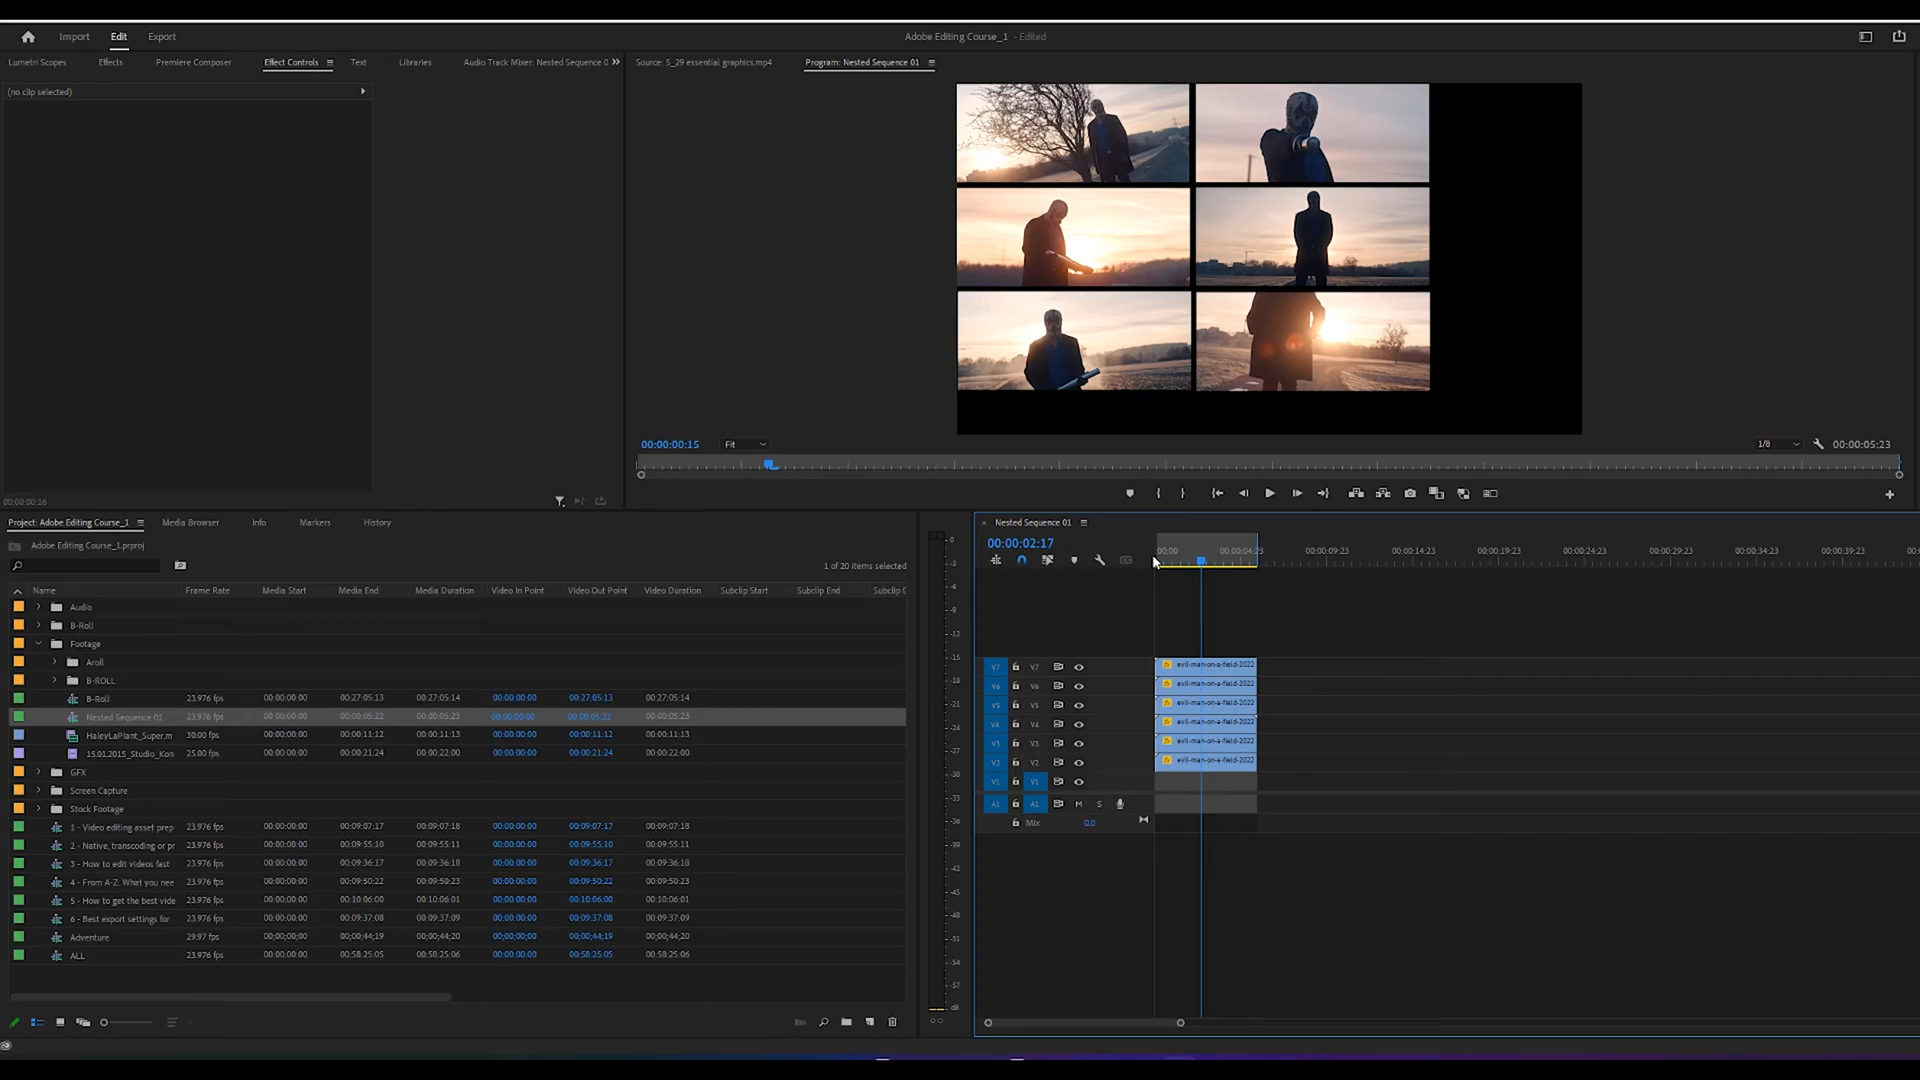 Import Edit Export Adobe Editing Course_1 - Edited
Lumetri Scopes Effects Premiere Composer Effect Controls Text Libraries Audio Track Mixer: Nested Sequence 0 Source: 5_29 essential graphics.mp4 Program: Nested Sequence 01
(no clip selected)
00:00:00:15 Fit 1/8 00:00:05:23
00:00:00:16
Project: Adobe Editing Course_1 Media Browser Info Markers History
Adobe Editing Course_1.prproj
1 of 20 items selected
Name Frame Rate Media Start Media End Media Duration Video In Point Video Out Point Video Duration Subclip Start Subclip End Subclip D
Audio
B-Roll
Footage
Aroll
B-ROLL
B-Roll 23.976 fps 00:00:00:00 00:27:05:13 00:27:05:14 00:00:00:00 00:27:05:13 00:27:05:14
Nested Sequence 01 23.976 fps 00:00:00:00 00:00:05:22 00:00:05:23 00:00:00:00 00:00:05:22 00:00:05:23
HaleyLaPlant_Super.m 30.00 fps 00:00:00:00 00:00:11:12 00:00:11:13 00:00:00:00 00:00:11:12 00:00:11:13
15.01.2015_Studio_Kon 25.00 fps 00:00:00:00 00:00:21:24 00:00:22:00 00:00:00:00 00:00:21:24 00:00:22:00
GFX
Screen Capture
Stock Footage
1 - Video editing asset prep 23.976 fps 00:00:00:00 00:09:07:17 00:09:07:18 00:00:00:00 00:09:07:17 00:09:07:18
2 - Native, transcoding or pr 23.976 fps 00:00:00:00 00:09:55:10 00:09:55:11 00:00:00:00 00:09:55:10 00:09:55:11
3 - How to edit videos fast 23.976 fps 00:00:00:00 00:09:36:17 00:09:36:18 00:00:00:00 00:09:36:17 00:09:36:18
4 - From A-Z: What you nee 23.976 fps 00:00:00:00 00:09:50:22 00:09:50:23 00:00:00:00 00:09:50:22 00:09:50:23
5 - How to get the best vide 23.976 fps 00:00:00:00 00:10:06:00 00:10:06:01 00:00:00:00 00:10:06:00 00:10:06:01
6 - Best export settings for 23.976 fps 00:00:00:00 00:09:37:08 00:09:37:09 00:00:00:00 00:09:37:08 00:09:37:09
Adventure 29.97 fps 00;00;00;00 00;00;44;19 00;00;44;20 00;00;00;00 00;00;44;19 00;00;44;20
ALL 23.976 fps 00:00:00:00 00:58:25:05 00:58:25:06 00:00:00:00 00:58:25:05 00:58:25:06
0
-3
-6
-9
-12
-15
-18
-21
-24
-27
-30
-33
-36
-39
-42
-45
-48
-51
-54
-57
dB
Nested Sequence 01
00:00:02:17
:00:00 00:00:04:23 00:00:09:23 00:00:14:23 00:00:19:23 00:00:24:23 00:00:29:23 00:00:34:23 00:00:39:23
V7 V7 evil-man-on-a-field-2022
V6 V6 evil-man-on-a-field-2022
V5 V5 evil-man-on-a-field-2022
V4 V4 evil-man-on-a-field-2022
V3 V3 evil-man-on-a-field-2022
V2 V2 evil-man-on-a-field-2022
V1 V1
A1 A1 M S
Mix 0.0